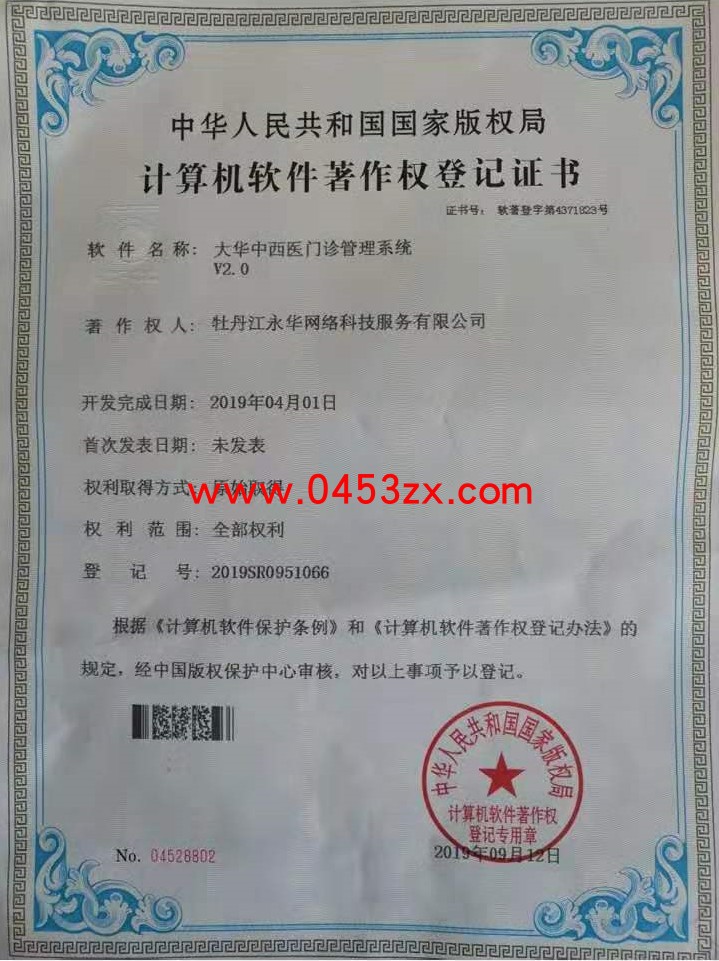 中华人民共和国国家版权局
计算机软件著作权登记证书
证书号： 软著登字第4371823号
软件名称： 大华中西医门诊管理系统
V2.0
著作权人： 牡丹江永华网络科技服务有限公司
开发完成日期： 2019年04月01日
首次发表日期： 未发表
权利取得方式： 原始取得
www.0453zx.com
权利范围： 全部权利
登记号： 2019SR0951066
根据《计算机软件保护条例》和《计算机软件著作权登记办法》的
规定，经中国版权保护中心审核，对以上事项予以登记。
中华人民共和国国家版权局
计算机软件著作权
登记专用章
No. 04528802
2019年09月12日